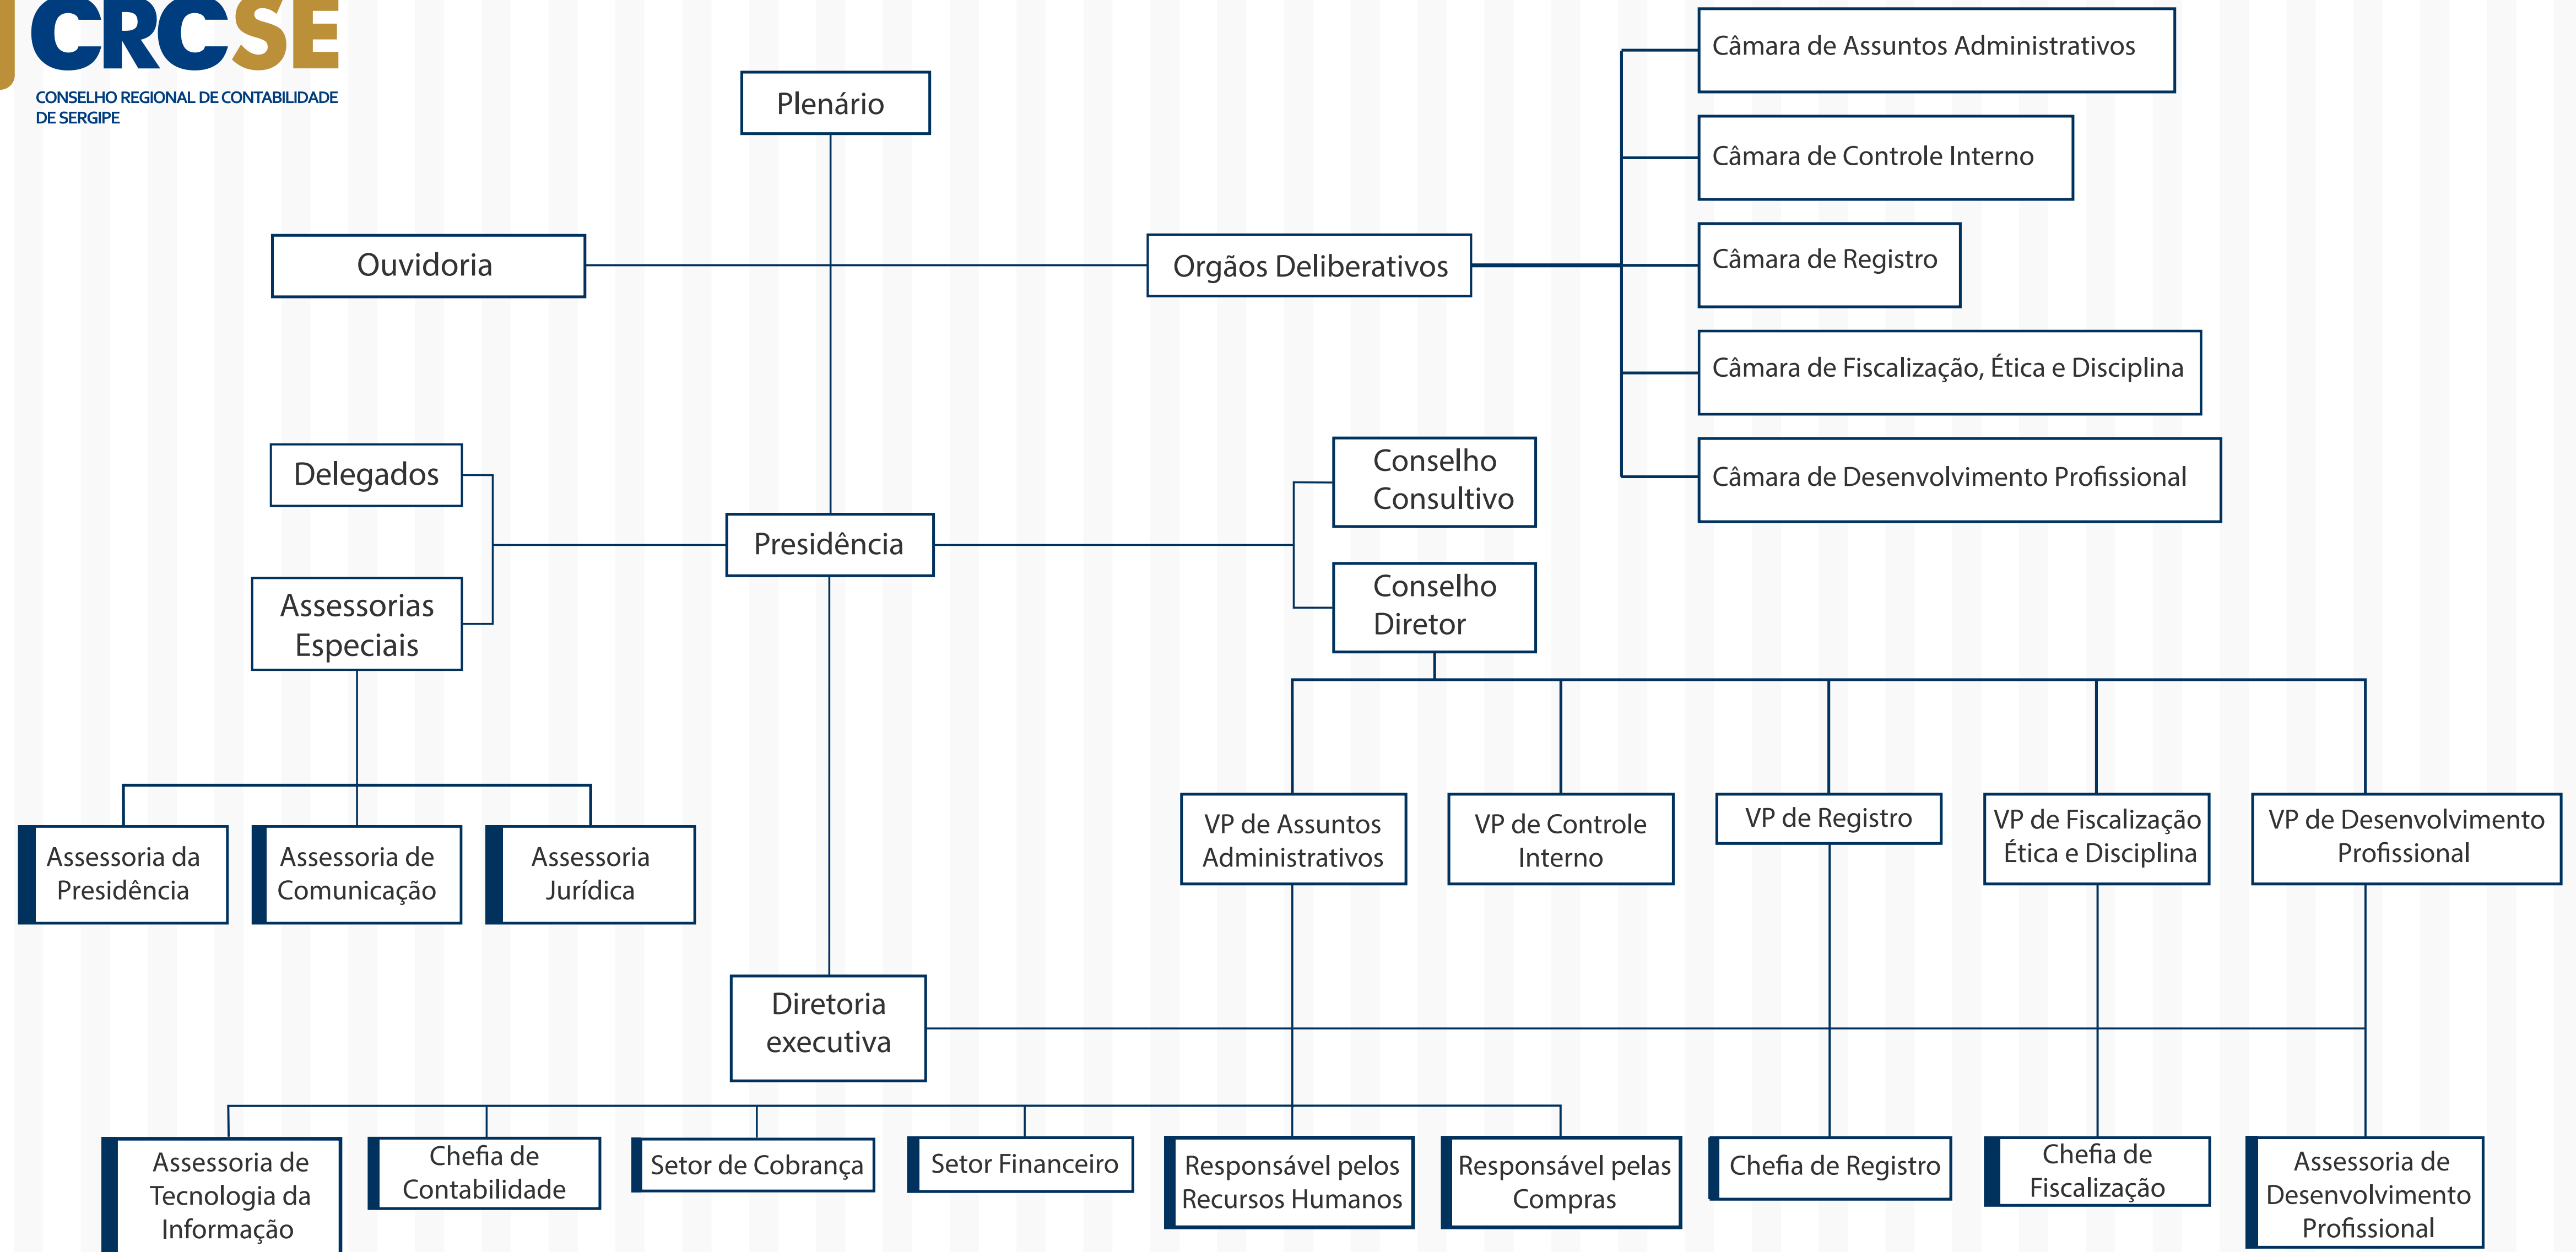 CRCSE
CONSELHO REGIONAL DE CONTABILIDADE
DE SERGIPE
Plenário
Ouvidoria
Orgãos Deliberativos
Câmara de Assuntos Administrativos
Câmara de Controle Interno
Câmara de Registro
Câmara de Fiscalização, Ética e Disciplina
Câmara de Desenvolvimento Profissional
Delegados
Assessorias
Especiais
Presidência
Conselho
Consultivo
Conselho
Diretor
Assessoria da
Presidência
Assessoria de
Comunicação
Assessoria
Jurídica
VP de Assuntos
Administrativos
VP de Controle
Interno
VP de Registro
VP de Fiscalização
Ética e Disciplina
VP de Desenvolvimento
Profissional
Diretoria
executiva
Assessoria de
Tecnologia da
Informação
Chefia de
Contabilidade
Setor de Cobrança
Setor Financeiro
Responsável pelos
Recursos Humanos
Responsável pelas
Compras
Chefia de Registro
Chefia de
Fiscalização
Assessoria de
Desenvolvimento
Profissional